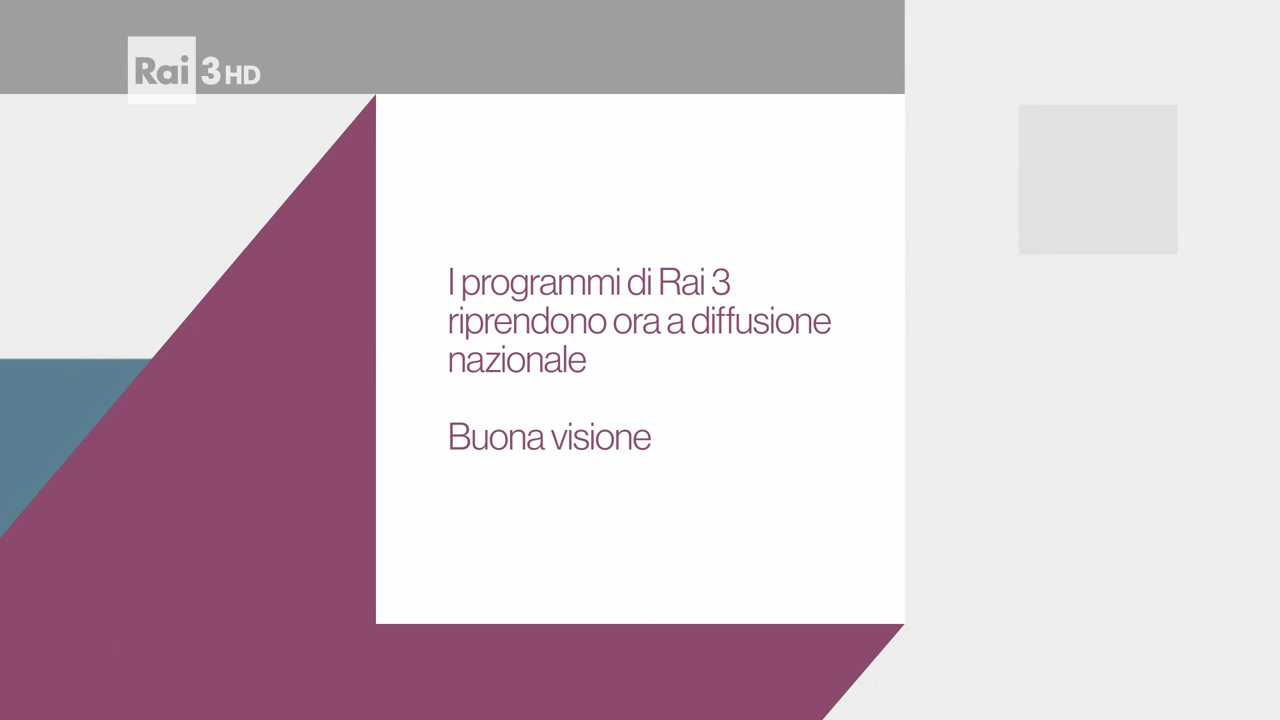 Rai 3 HD
I programmi di Rai 3
riprendono ora a diffusione
nazionale
Buona visione